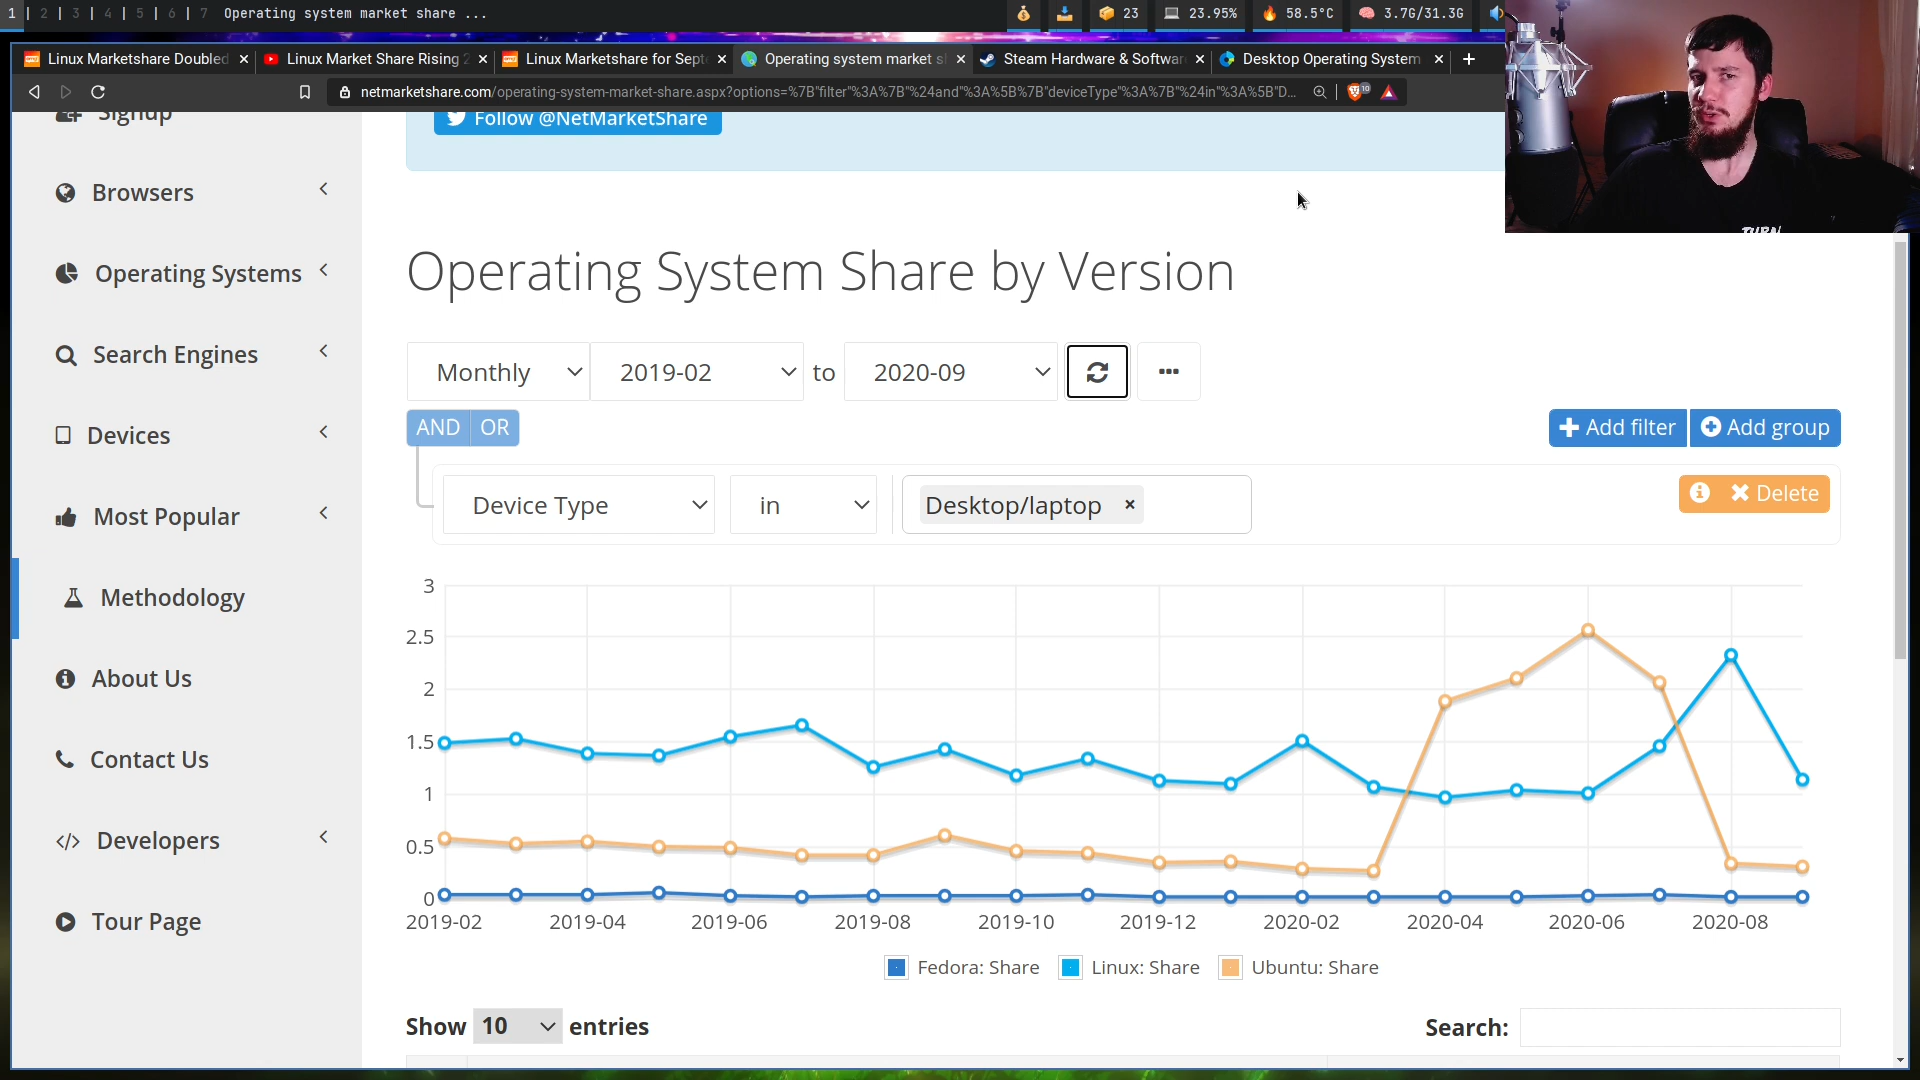 1 | 2 | 3 | 4 | 5 | 6 | 7 Operating system market share ... 23 23.95% 58.5°C 3.7G/31.3G
Linux Marketshare Doubled × Linux Market Share Rising 2 × Linux Marketshare for Sept × Operating system market s × Steam Hardware & Softwar × Desktop Operating System × +
netmarketshare.com/operating-system-market-share.aspx?options=%7B"filter"%3A%7B"%24and"%3A%5B%7B"deviceType"%3A%7B"%24in"%3A%5B"D... 10
Signup
Follow @NetMarketShare
Browsers
Operating Systems
Search Engines
Devices
Most Popular
Methodology
About Us
Contact Us
Developers
Tour Page
Operating System Share by Version
Monthly 2019-02 to 2020-09 •••
AND OR Add filter Add group
Device Type in Desktop/laptop × Delete
3
2.5
2
1.5
1
0.5
0
2019-02 2019-04 2019-06 2019-08 2019-10 2019-12 2020-02 2020-04 2020-06 2020-08
Fedora: Share Linux: Share Ubuntu: Share
Show 10 entries Search: